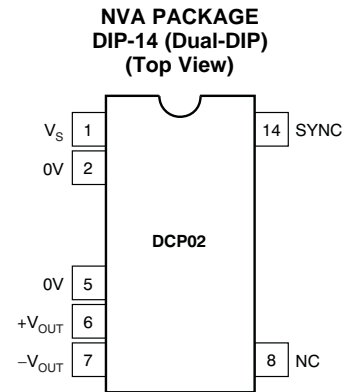 NVA PACKAGE
DIP-14 (Dual-DIP)
(Top View)
VS 1
14 SYNC
0V 2
DCP02
0V 5
+VOUT 6
−VOUT 7
8 NC